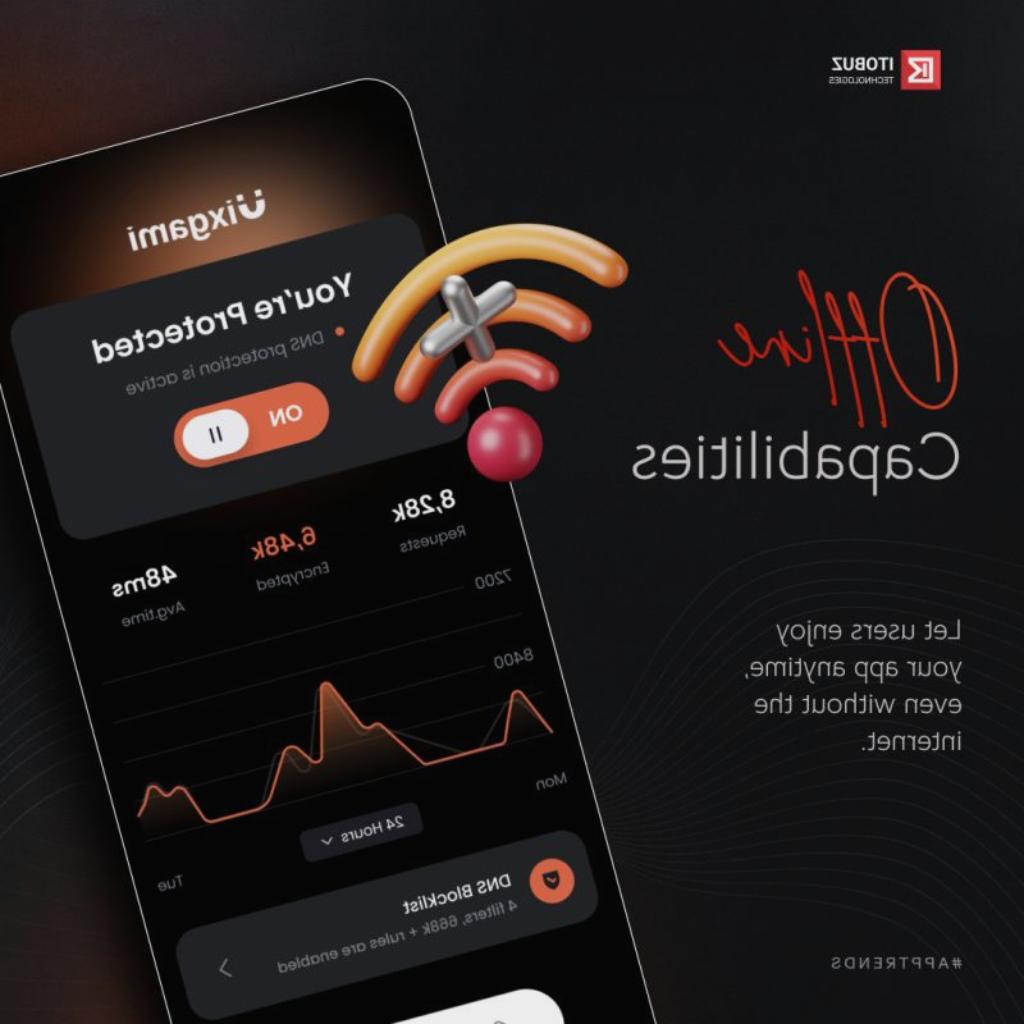 ITOBUZ
TECHNOLOGIES
Offline
Capabilities
Let users enjoy
your app anytime,
even without the
internet.
#APPTRENDS
Uixgami
You're Protected
DNS protection is active
ON
8,28k
Requests
6,48k
Encrypted
48ms
Avg.time
7200
8400
Mon
Tue
24 Hours
DNS Blocklist
4 filters, 668k + rules are enabled